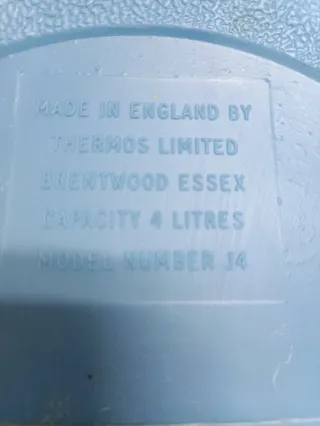 MADE IN ENGLAND BY
THERMOS LIMITED
BRENTWOOD ESSEX
CAPACITY 4 LITRES
MODEL NUMBER 14